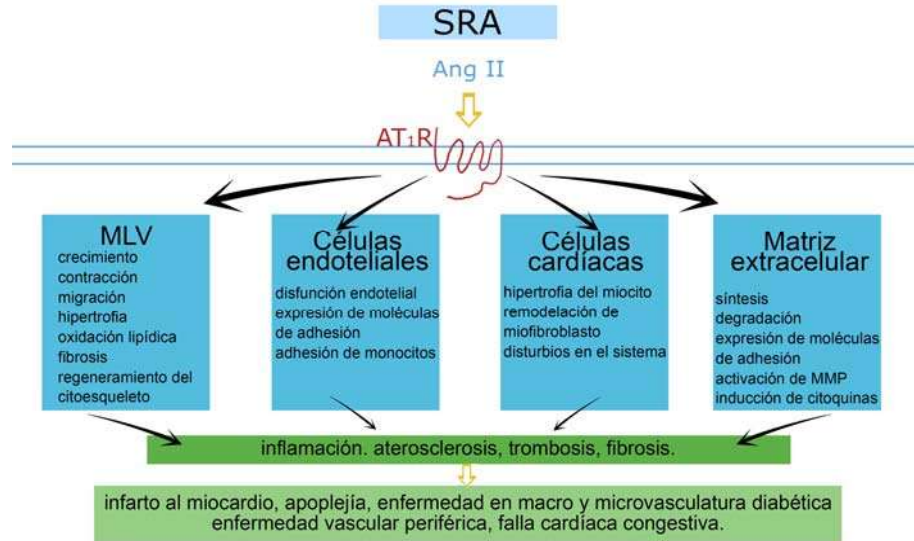 SRA
Ang II
AT₁R
MLV
crecimiento
contracción
migración
hipertrofia
oxidación lipídica
fibrosis
regeneramiento del
citoesqueleto
Células
endoteliales
disfunción endotelial
expresión de moléculas
de adhesión
adhesión de monocitos
Células
cardíacas
hipertrofia del miocito
remodelación de
miofibroblasto
disturbios en el sistema
Matriz
extracelular
síntesis
degradación
expresión de moléculas
de adhesión
activación de MMP
inducción de citoquinas
inflamación. aterosclerosis, trombosis, fibrosis.
infarto al miocardio, apoplejía, enfermedad en macro y microvasculatura diabética
enfermedad vascular periférica, falla cardíaca congestiva.